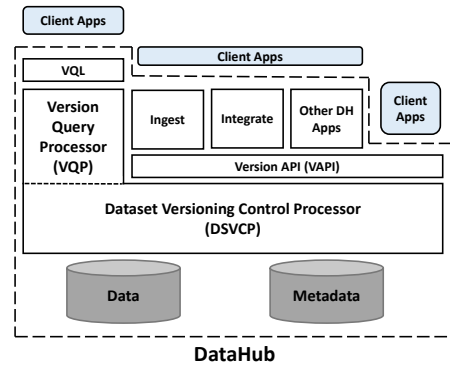 Client Apps
Client Apps
VQL
Client
Apps
Version
Query
Processor
(VQP)
Ingest
Integrate
Other DH
Apps
Version API (VAPI)
Dataset Versioning Control Processor
(DSVCP)
Data
Metadata
DataHub